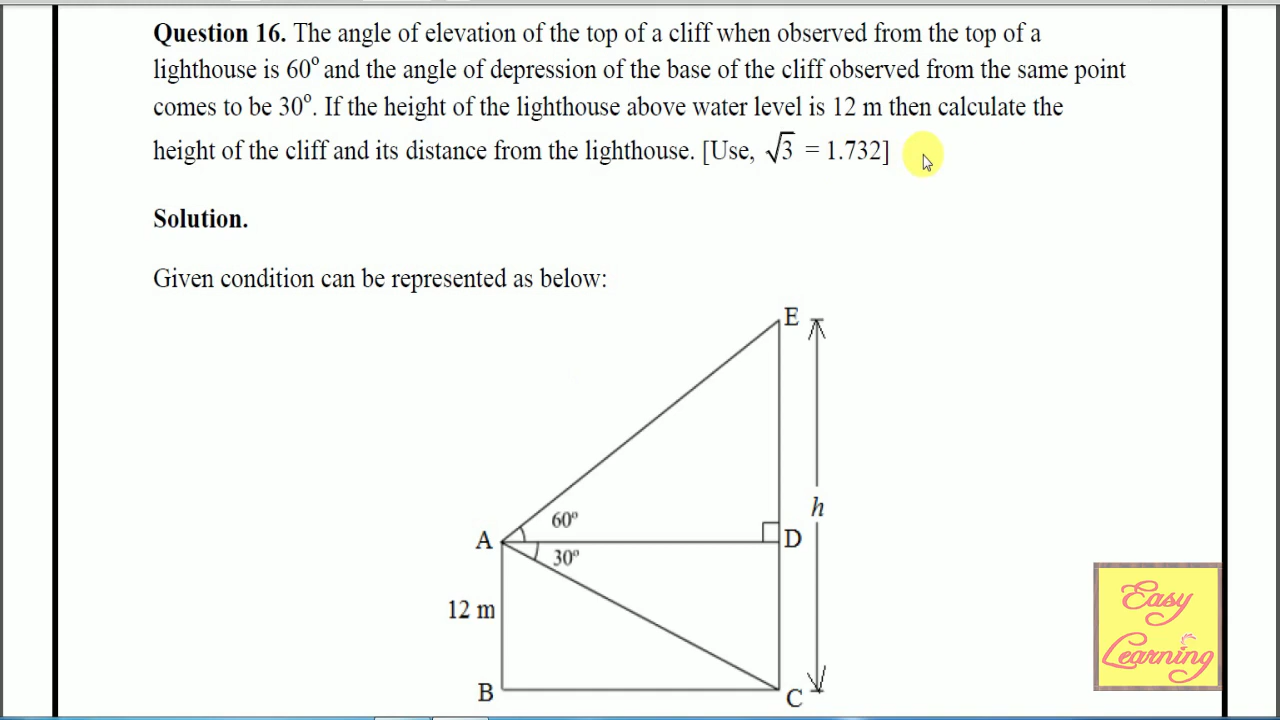 Question 16. The angle of elevation of the top of a cliff when observed from the top of a
lighthouse is 60° and the angle of depression of the base of the cliff observed from the same point
comes to be 30°. If the height of the lighthouse above water level is 12 m then calculate the
height of the cliff and its distance from the lighthouse. [Use, √3 = 1.732]
Solution.
Given condition can be represented as below:
E
h
60°
A
D
30°
12 m
B
C
Easy
Learning